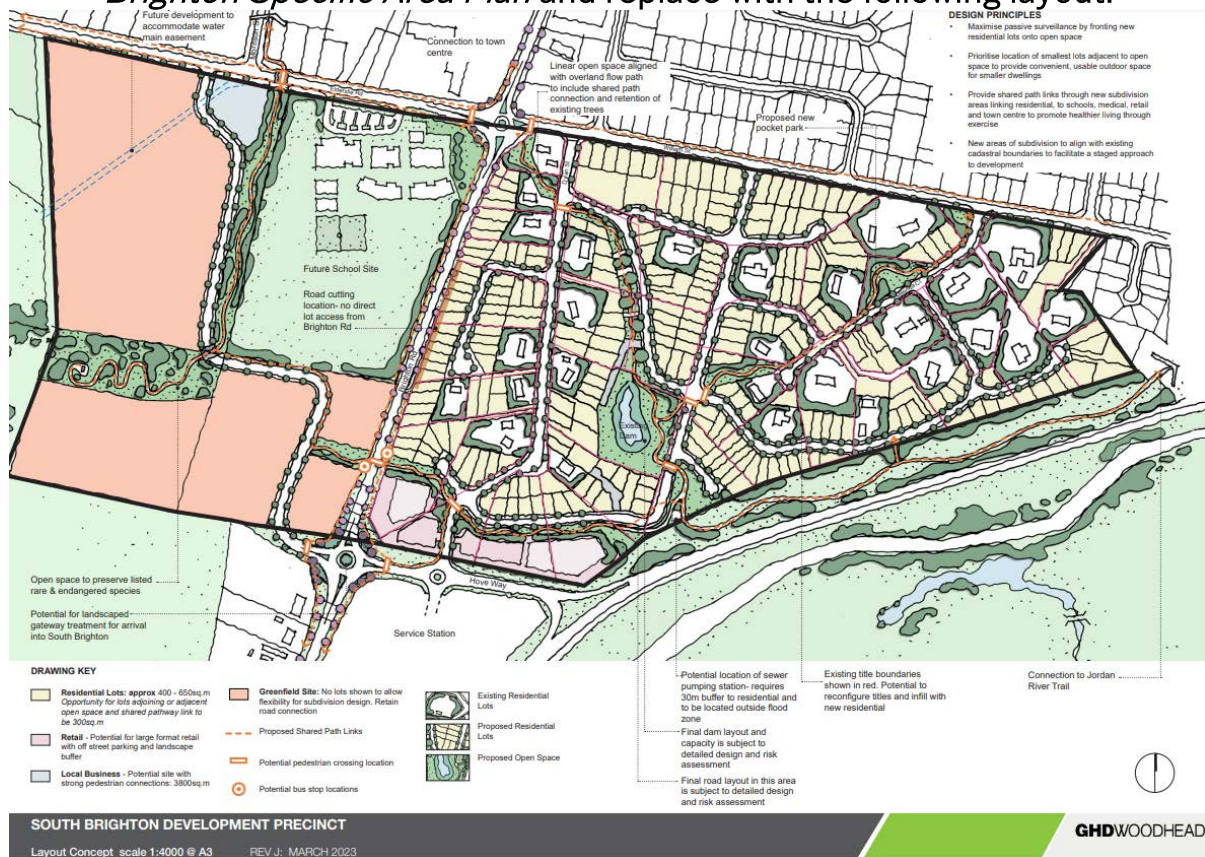 Brighton Specific Area Plan and replace with the following layout.
Future development to
accommodate water
main easement
Connection to town
centre
Linear open space aligned
with overland flow path
to include shared path
connection and retention of
existing trees
Proposed new
pocket park
DESIGN PRINCIPLES
• Maximise passive surveillance by fronting new
residential lots onto open space
• Prioritise location of smallest lots adjacent to open
space to provide convenient, usable outdoor space
for smaller dwellings
• Provide shared path links through new subdivision
areas linking residential, to schools, medical, retail
and town centre to promote healthier living through
exercise
• New areas of subdivision to align with existing
cadastral boundaries to facilitate a staged approach
to development
Elderslie Rd
Future School Site
Road cutting
location- no direct
lot access from
Brighton Rd
Brighton Rd
Existing
Dam
Open space to preserve listed
rare & endangered species
Potential for landscaped
gateway treatment for arrival
into South Brighton
Hove Way
Service Station
DRAWING KEY
Residential Lots: approx 400 - 650sq.m
Opportunity for lots adjoining or adjacent
open space and shared pathway link to
be 300sq.m
Retail - Potential for large format retail
with off street parking and landscape
buffer
Local Business - Potential site with
strong pedestrian connections: 3800sq.m
Greenfield Site: No lots shown to allow
flexibility for subdivision design. Retain
road connection
Proposed Shared Path Links
Potential pedestrian crossing location
Potential bus stop locations
Existing Residential
Lots
Proposed Residential
Lots
Proposed Open Space
Potential location of sewer
pumping station- requires
30m buffer to residential and
to be located outside flood
zone
Final dam layout and
capacity is subject to
detailed design and risk
assessment
Final road layout in this area
is subject to detailed design
and risk assessment
Existing title boundaries
shown in red. Potential to
reconfigure titles and infill with
new residential
Connection to Jordan
River Trail
SOUTH BRIGHTON DEVELOPMENT PRECINCT
Layout Concept scale 1:4000 @ A3 REV J: MARCH 2023
GHDWOODHEAD